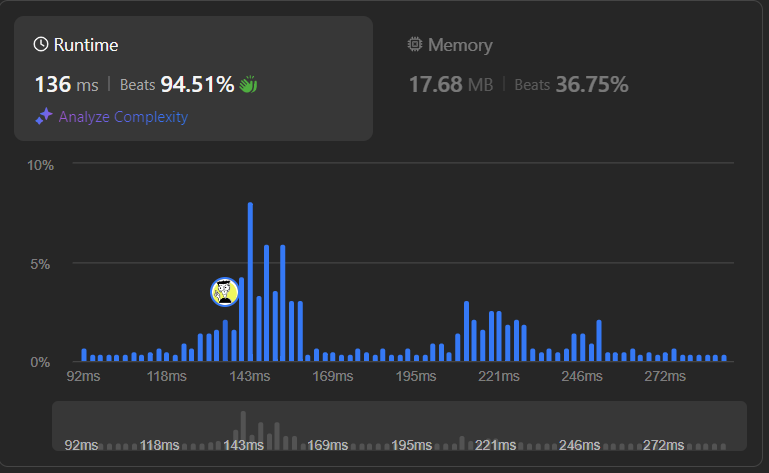 Runtime
136 ms | Beats 94.51%
Analyze Complexity
Memory
17.68 MB | Beats 36.75%
10%
5%
0%
92ms 118ms 143ms 169ms 195ms 221ms 246ms 272ms
92ms 118ms 143ms 169ms 195ms 221ms 246ms 272ms